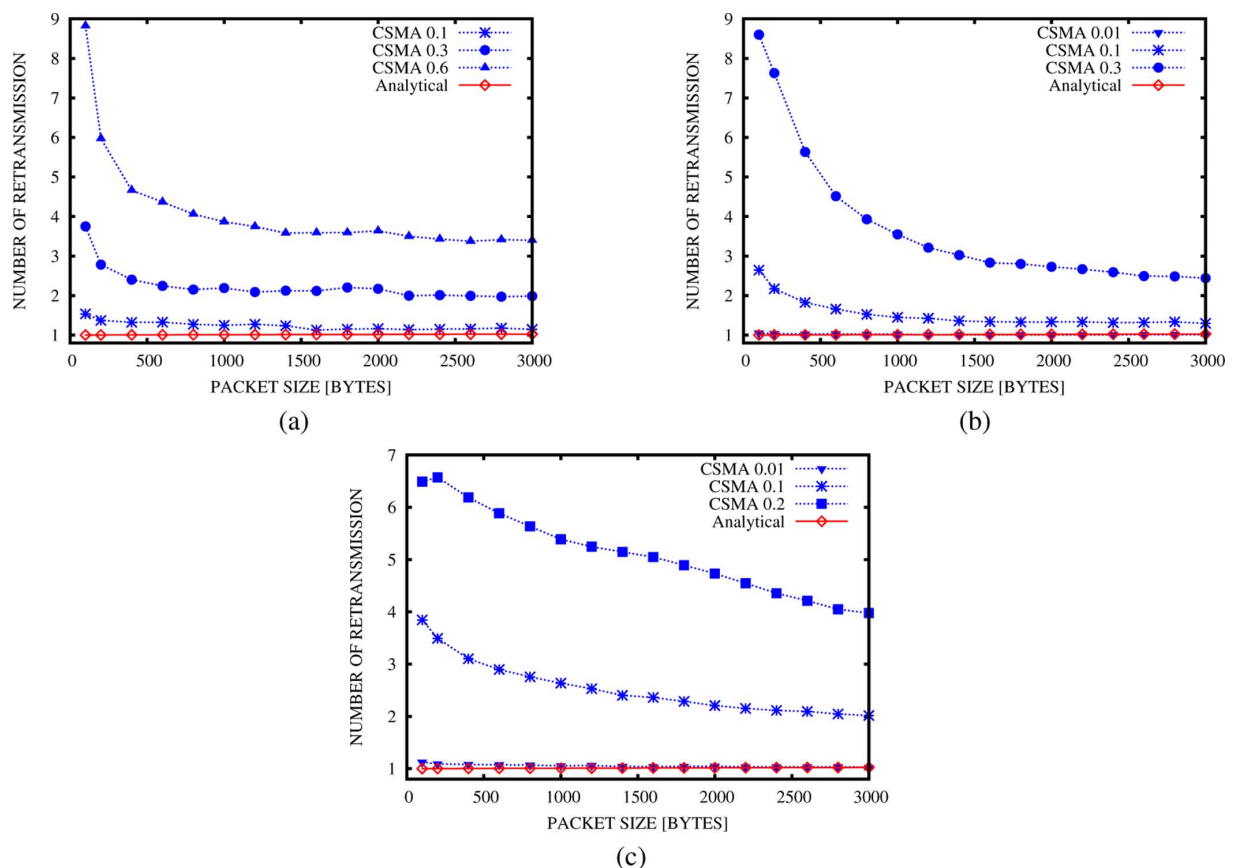 9
8
7
6
5
4
3
2
1
NUMBER OF RETRANSMISSION
CSMA 0.1
CSMA 0.3
CSMA 0.6
Analytical
0 500 1000 1500 2000 2500 3000
PACKET SIZE [BYTES]
(a)
9
8
7
6
5
4
3
2
1
NUMBER OF RETRANSMISSION
CSMA 0.01
CSMA 0.1
CSMA 0.3
Analytical
0 500 1000 1500 2000 2500 3000
PACKET SIZE [BYTES]
(b)
7
6
5
4
3
2
1
NUMBER OF RETRANSMISSION
CSMA 0.01
CSMA 0.1
CSMA 0.2
Analytical
0 500 1000 1500 2000 2500 3000
PACKET SIZE [BYTES]
(c)